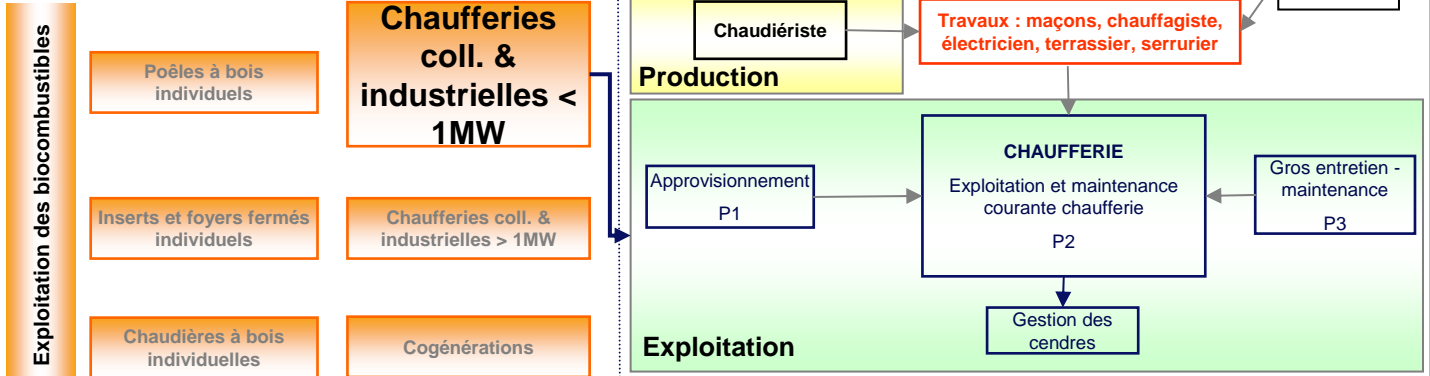 Exploitation des biocombustibles
Poêles à bois
individuels
Chaufferies
coll. &
industrielles <
1MW
Inserts et foyers fermés
individuels
Chaufferies coll. &
industrielles > 1MW
Chaudières à bois
individuelles
Cogénérations
Chaudiériste
Travaux : maçons, chauffagiste,
électricien, terrassier, serrurier
Production
Approvisionnement
P1
CHAUFFERIE
Exploitation et maintenance
courante chaufferie
P2
Gros entretien -
maintenance
P3
Gestion des
cendres
Exploitation